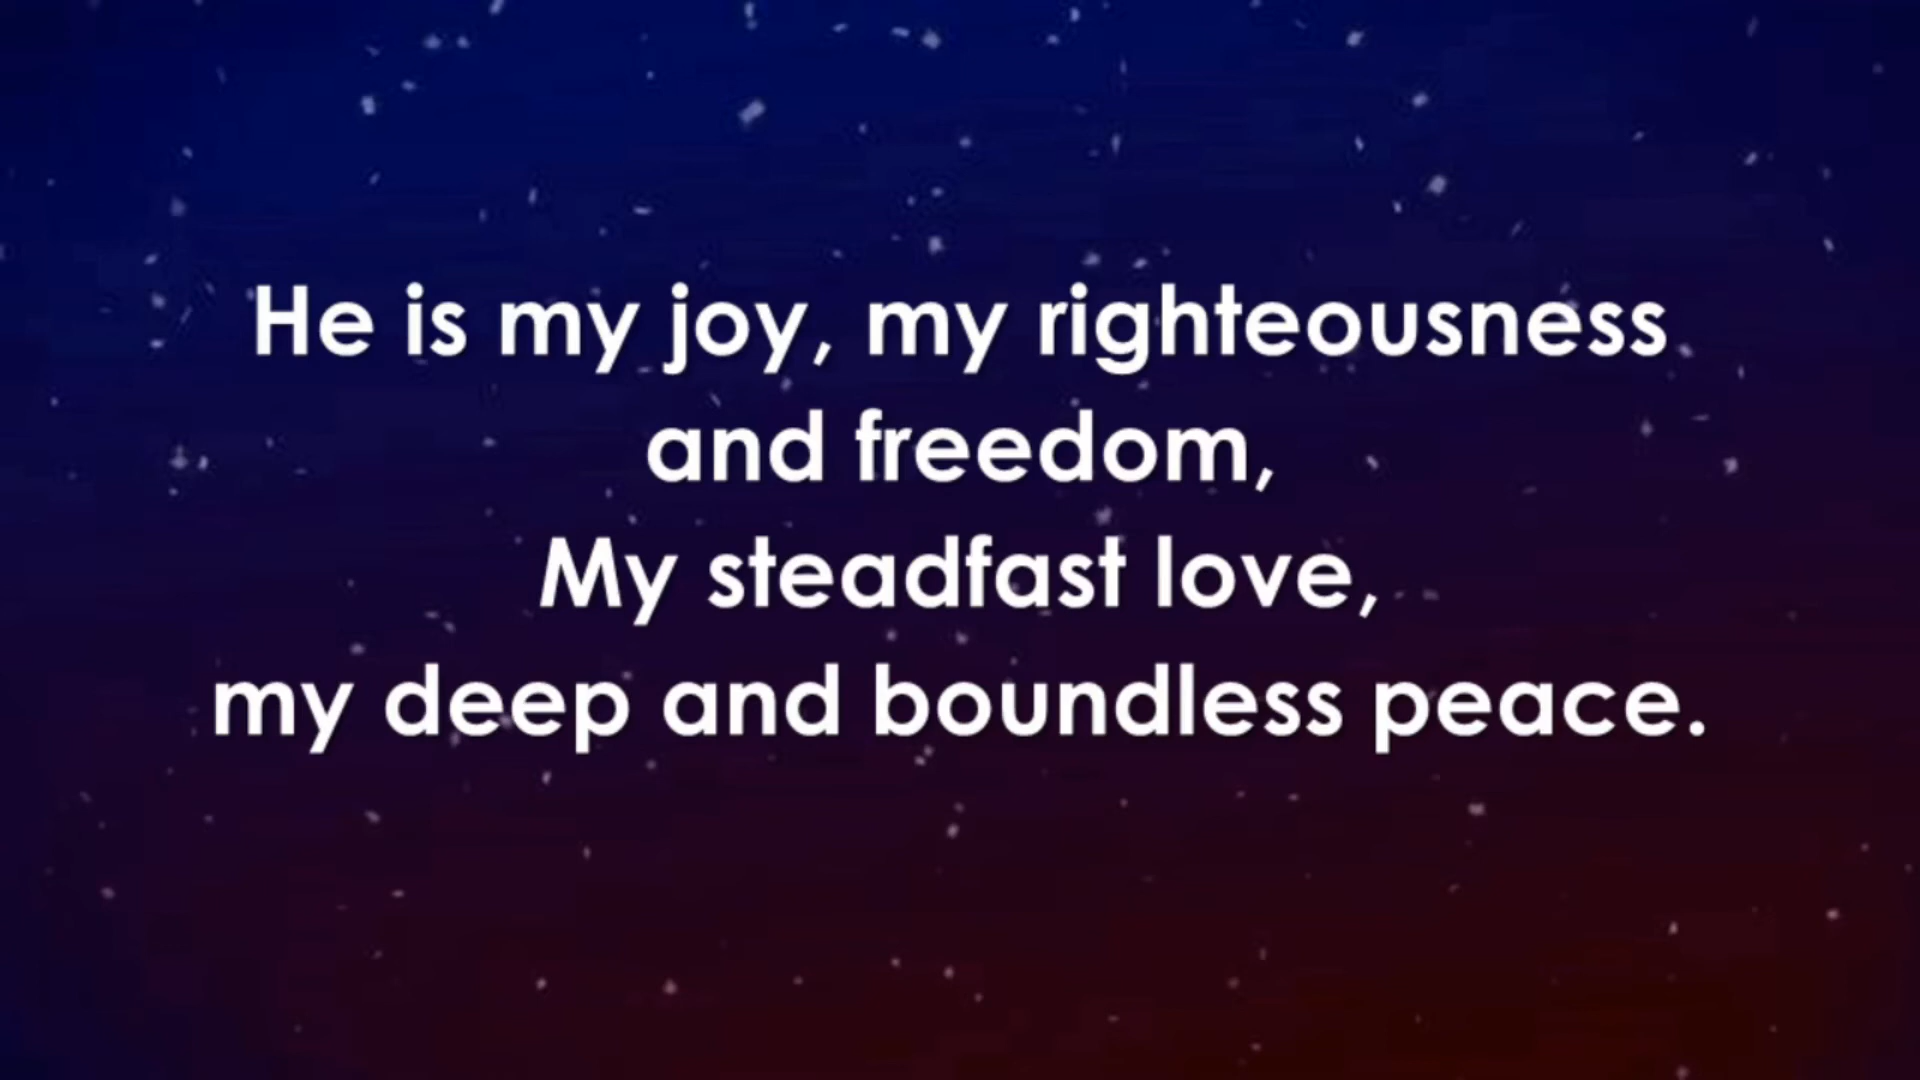 He is my joy, my righteousness
and freedom,
My steadfast love,
my deep and boundless peace.